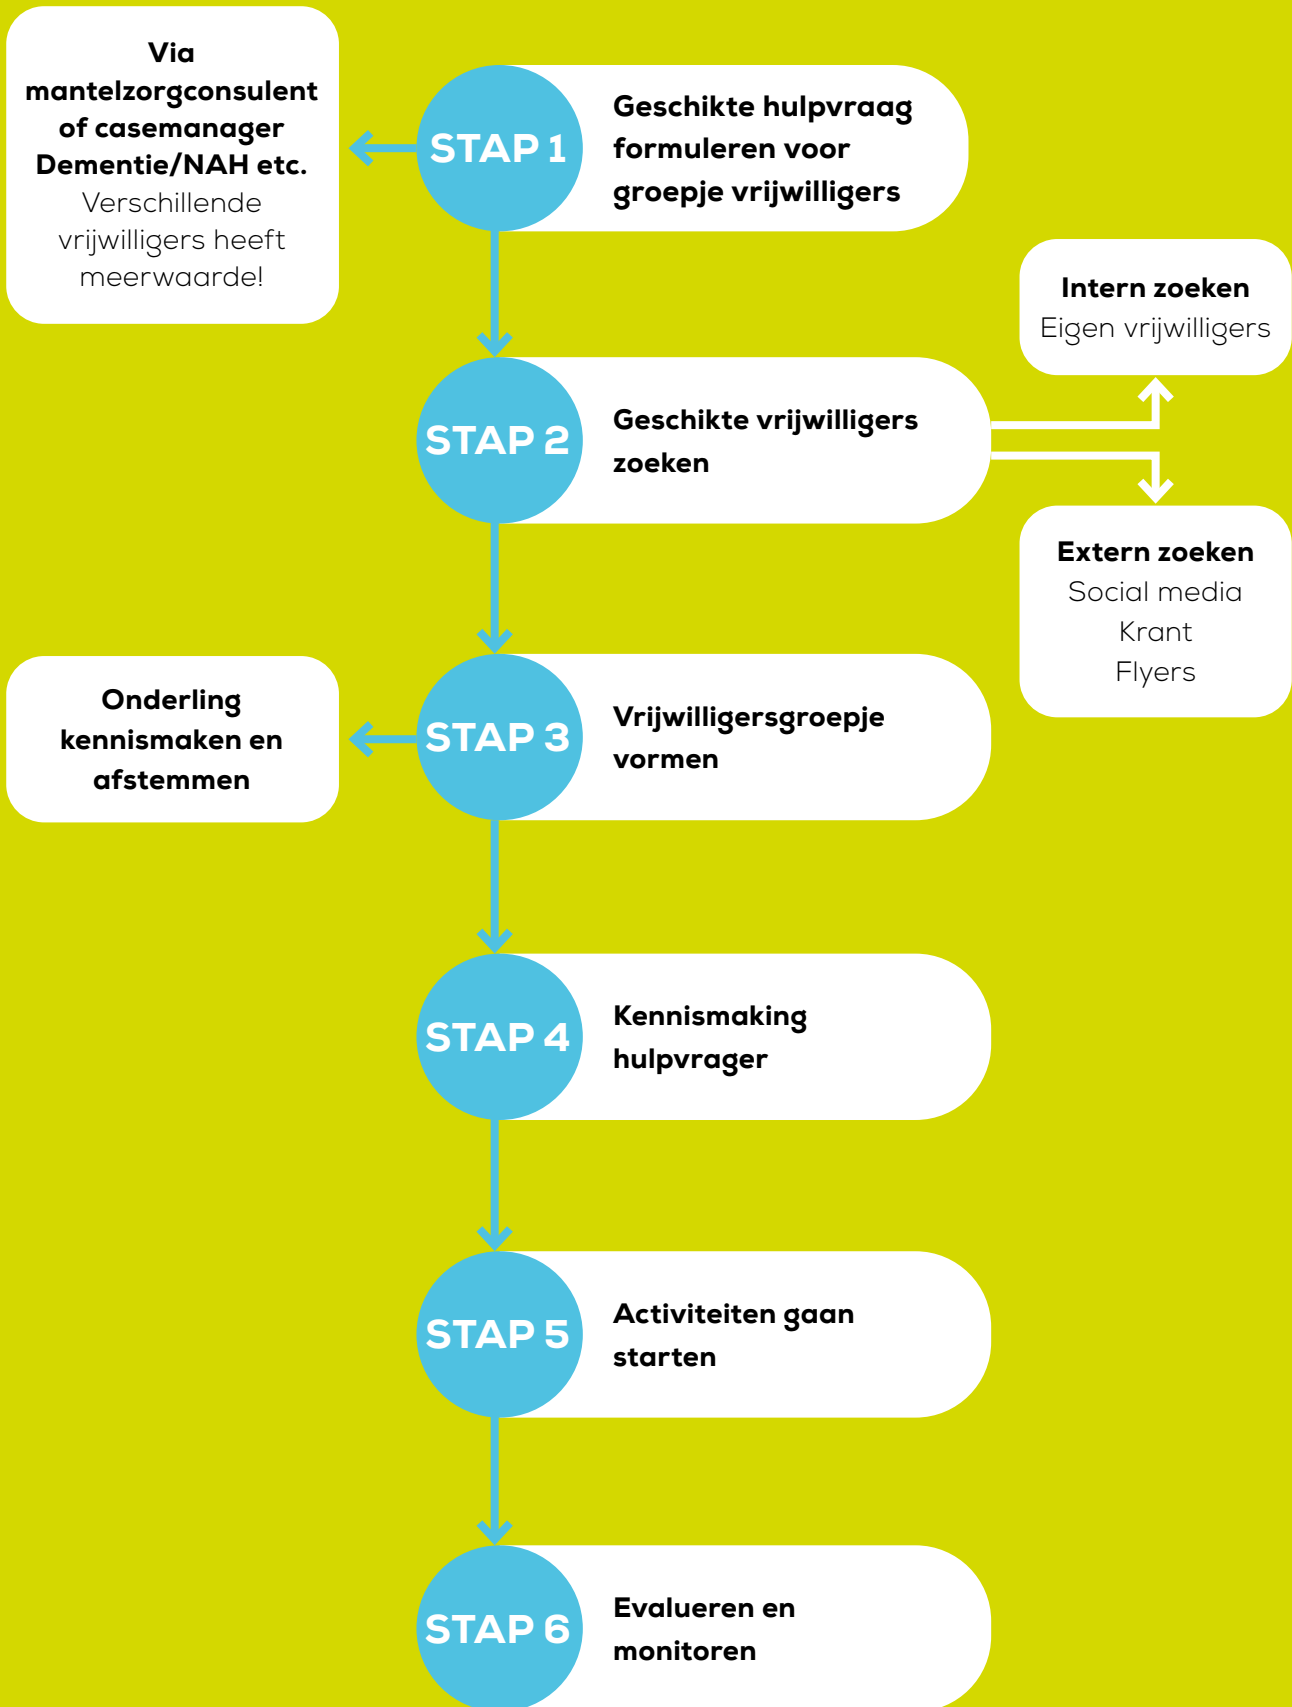 Via
mantelzorgconsulent
of casemanager
Dementie/NAH etc.
Verschillende
vrijwilligers heeft
meerwaarde!
STAP 1
Geschikte hulpvraag
formuleren voor
groepje vrijwilligers
Intern zoeken
Eigen vrijwilligers
STAP 2
Geschikte vrijwilligers
zoeken
Extern zoeken
Social media
Krant
Flyers
Onderling
kennismaken en
afstemmen
STAP 3
Vrijwilligersgroepje
vormen
STAP 4
Kennismaking
hulpvrager
STAP 5
Activiteiten gaan
starten
STAP 6
Evalueren en
monitoren